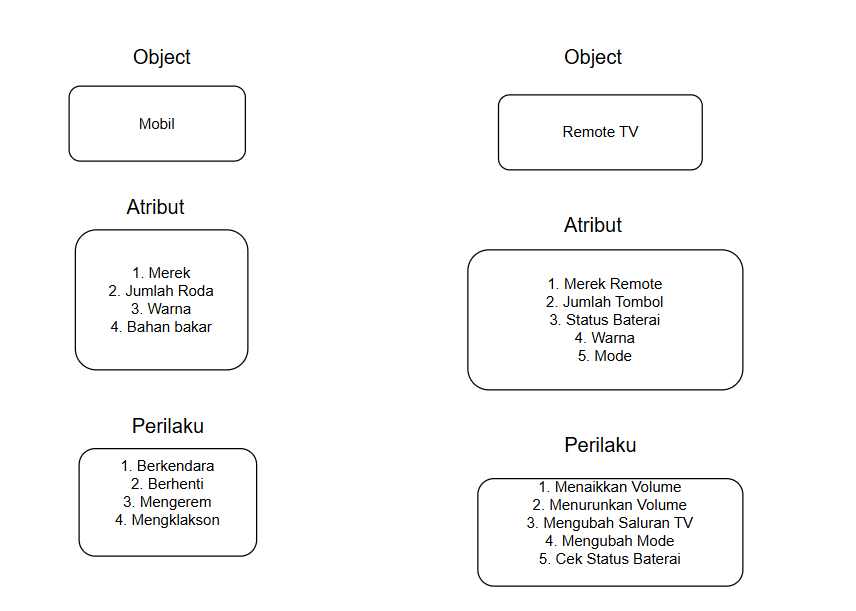 Object
Mobil
Atribut
1. Merek
2. Jumlah Roda
3. Warna
4. Bahan bakar
Perilaku
1. Berkendara
2. Berhenti
3. Mengerem
4. Mengklakson
Object
Remote TV
Atribut
1. Merek Remote
2. Jumlah Tombol
3. Status Baterai
4. Warna
5. Mode
Perilaku
1. Menaikkan Volume
2. Menurunkan Volume
3. Mengubah Saluran TV
4. Mengubah Mode
5. Cek Status Baterai